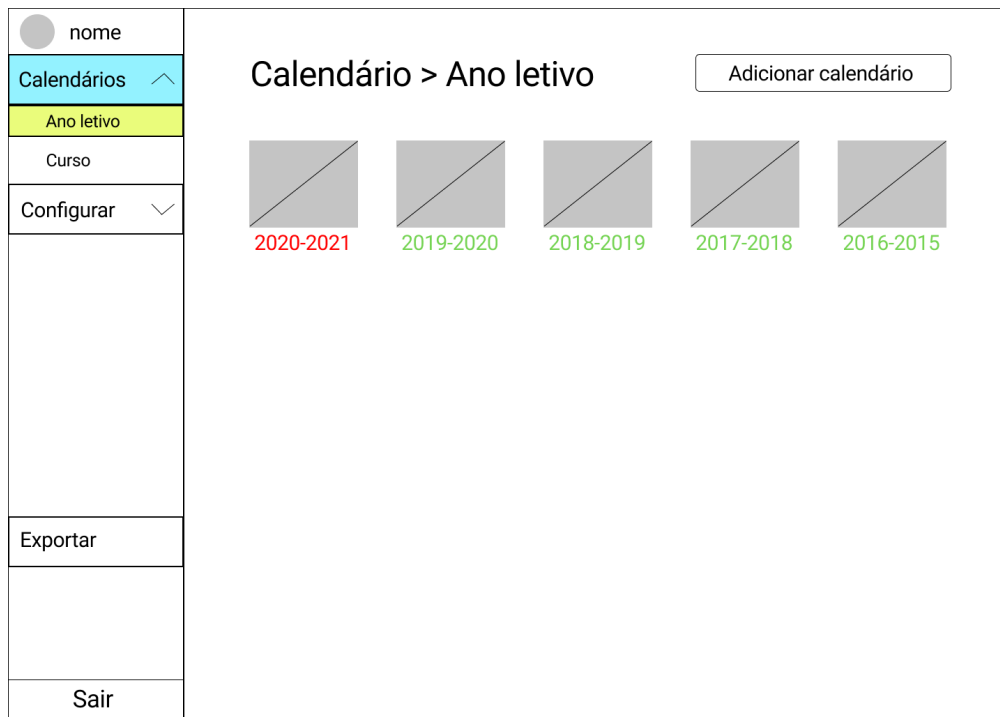 nome
Calendários
Ano letivo
Curso
Configurar
Exportar
Sair
Calendário > Ano letivo
Adicionar calendário
2020-2021
2019-2020
2018-2019
2017-2018
2016-2015